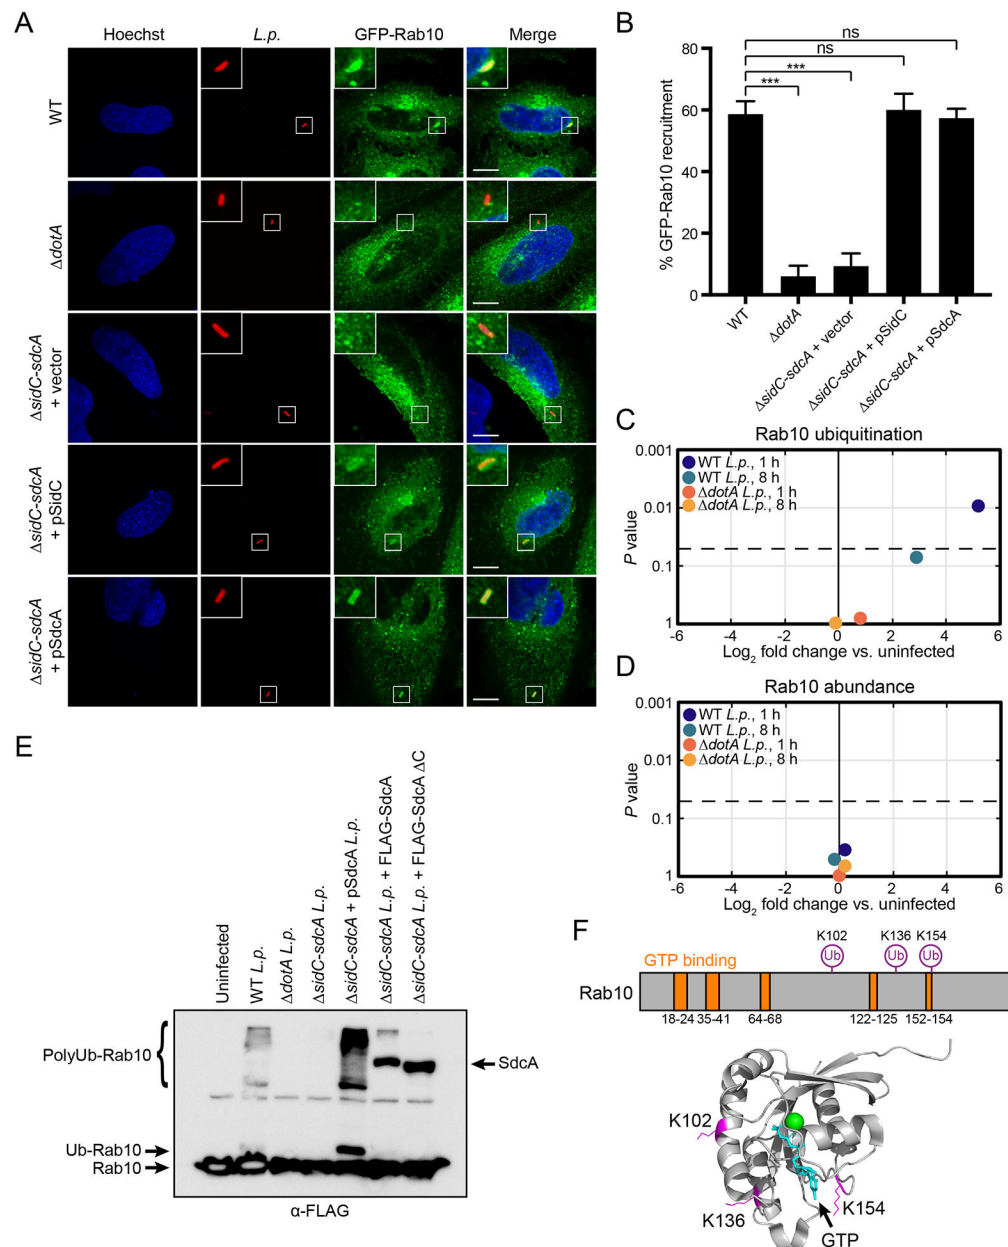 A
Hoechst
L.p.
GFP-Rab10
Merge
WT
ΔdotA
ΔsidC-sdcA
+ vector
ΔsidC-sdcA
+ pSidC
ΔsidC-sdcA
+ pSdcA
B
80
60
40
20
0
% GFP-Rab10 recruitment
ns
ns
***
***
WT
ΔdotA
ΔsidC-sdcA + vector
ΔsidC-sdcA + pSidC
ΔsidC-sdcA + pSdcA
C
Rab10 ubiquitination
0.001
0.01
0.1
1
P value
WT L.p., 1 h
WT L.p., 8 h
ΔdotA L.p., 1 h
ΔdotA L.p., 8 h
-6 -4 -2 0 2 4 6
Log2 fold change vs. uninfected
D
Rab10 abundance
0.001
0.01
0.1
1
P value
WT L.p., 1 h
WT L.p., 8 h
ΔdotA L.p., 1 h
ΔdotA L.p., 8 h
-6 -4 -2 0 2 4 6
Log2 fold change vs. uninfected
E
Uninfected
WT L.p.
ΔdotA L.p.
ΔsidC-sdcA L.p.
ΔsidC-sdcA + pSdcA L.p.
ΔsidC-sdcA L.p. + FLAG-SdcA
ΔsidC-sdcA L.p. + FLAG-SdcA ΔC
PolyUb-Rab10
SdcA
Ub-Rab10
Rab10
α-FLAG
F
K102 K136 K154
Ub Ub Ub
GTP binding
Rab10
18-24 35-41 64-68 122-125 152-154
K102
K136
K154
GTP